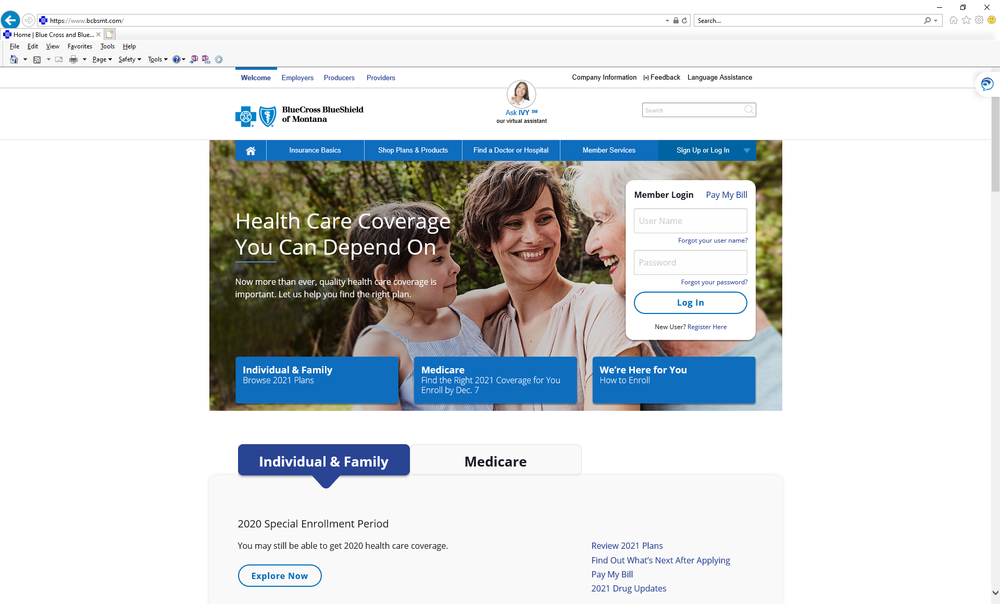 https://www.bcbsmt.com/
Search...
Home | Blue Cross and Blue...
File Edit View Favorites Tools Help
Page Safety Tools
Welcome Employers Producers Providers
Company Information [+] Feedback Language Assistance
BlueCross BlueShield
of Montana
Ask IVY SM
our virtual assistant
Search
Insurance Basics Shop Plans & Products Find a Doctor or Hospital Member Services Sign Up or Log In
Health Care Coverage
You Can Depend On
Now more than ever, quality health care coverage is
important. Let us help you find the right plan.
Member Login Pay My Bill
User Name
Forgot your user name?
Password
Forgot your password?
Log In
New User? Register Here
Individual & Family
Browse 2021 Plans
Medicare
Find the Right 2021 Coverage for You
Enroll by Dec. 7
We’re Here for You
How to Enroll
Individual & Family Medicare
2020 Special Enrollment Period
You may still be able to get 2020 health care coverage.
Explore Now
Review 2021 Plans
Find Out What’s Next After Applying
Pay My Bill
2021 Drug Updates